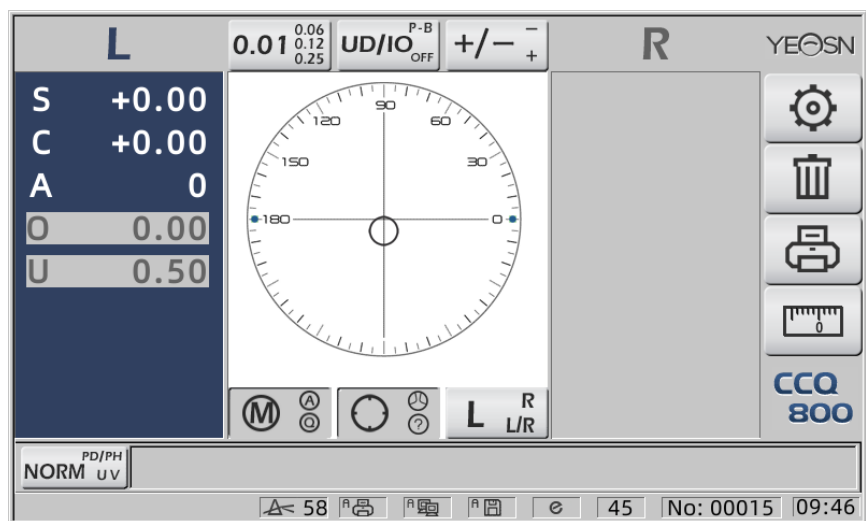 L
0.01 0.06 0.12 0.25
UD/IO P-B OFF
+/− − +
R
YEOSN
S +0.00
C +0.00
A 0
O 0.00
U 0.50
90
120 60
150 30
180 0
0
CCQ
800
M A Q
?
L R L/R
NORM PD/PH UV
A< 58
A
A
A
e
45
No: 00015
09:46